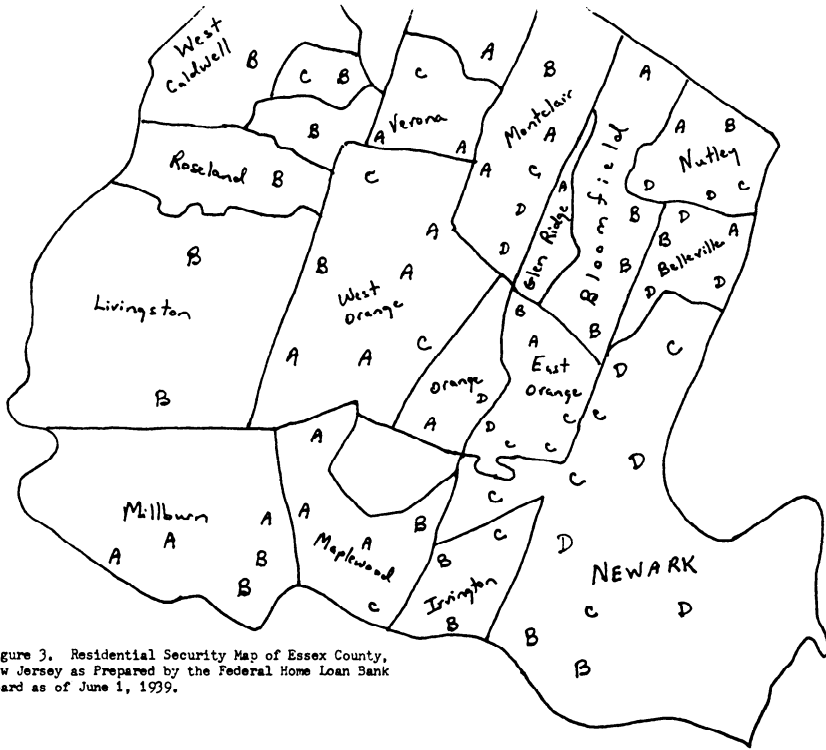 West
Caldwell
B
C B
B
A
C
Verona
A
A
B
Montclair
A
A
C
D
D
A
Glen Ridge
A
Bloomfield
B
B
B
A B
Nutley
D
D C
D
B A
Belleville
D
D
Roseland B
B
Livingston
B
C
A
B
A
West
Orange
A A C
Orange
D
A
B
A
East
Orange
D
C C
C
C
D
C
C
D
C
D
NEWARK
C
D
B
B
Millburn
A
A
A
B
B
A
A
A
B
Maplewood
C
C
B
Irvington
B
gure 3. Residential Security Map of Essex County,
w Jersey as Prepared by the Federal Home Loan Bank
ard as of June 1, 1939.